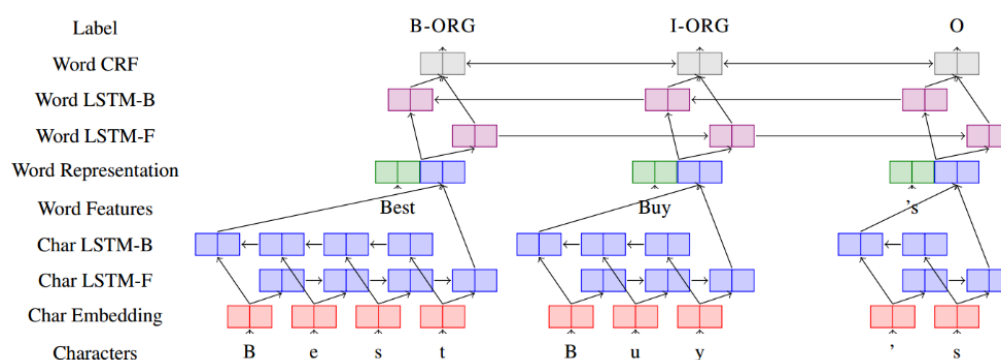 Label B-ORG I-ORG O
Word CRF
Word LSTM-B
Word LSTM-F
Word Representation
Word Features Best Buy 's
Char LSTM-B
Char LSTM-F
Char Embedding
Characters B e s t B u y ' s